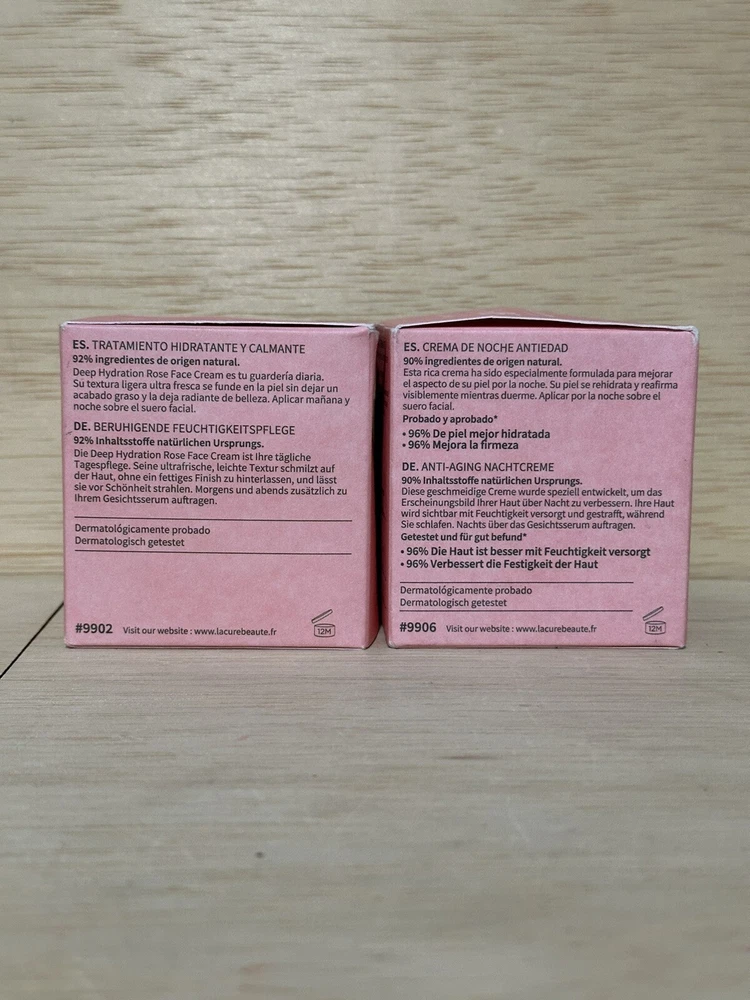 ES. TRATAMIENTO HIDRATANTE Y CALMANTE
92% ingredientes de origen natural.
Deep Hydration Rose Face Cream es tu guardería diaria.
Su textura ligera ultra fresca se funde en la piel sin dejar un
acabado graso y la deja radiante de belleza. Aplicar mañana y
noche sobre el suero facial.
DE. BERUHIGENDE FEUCHTIGKEITSPFLEGE
92% Inhaltsstoffe natürlichen Ursprungs.
Die Deep Hydration Rose Face Cream ist Ihre tägliche
Tagespflege. Seine ultrafrische, leichte Textur schmilzt auf
der Haut, ohne ein fettiges Finish zu hinterlassen, und lässt
sie vor Schönheit strahlen. Morgens und abends zusätzlich zu
Ihrem Gesichtsserum auftragen.
Dermatológicamente probado
Dermatologisch getestet
#9902 Visit our website : www.lacurebeaute.fr
12M
ES. CREMA DE NOCHE ANTIEDAD
90% ingredientes de origen natural.
Esta rica crema ha sido especialmente formulada para mejorar
el aspecto de su piel por la noche. Su piel se rehidrata y reafirma
visiblemente mientras duerme. Aplicar por la noche sobre el
suero facial.
Probado y aprobado*
• 96% De piel mejor hidratada
• 96% Mejora la firmeza
DE. ANTI-AGING NACHTCREME
90% Inhaltsstoffe natürlichen Ursprungs.
Diese geschmeidige Creme wurde speziell entwickelt, um das
Erscheinungsbild Ihrer Haut über Nacht zu verbessern. Ihre Haut
wird sichtbar mit Feuchtigkeit versorgt und gestrafft, während
Sie schlafen. Nachts über das Gesichtsserum auftragen.
Getestet und für gut befund*
• 96% Die Haut ist besser mit Feuchtigkeit versorgt
• 96% Verbessert die Festigkeit der Haut
Dermatológicamente probado
Dermatologisch getestet
#9906 Visit our website : www.lacurebeaute.fr
12M